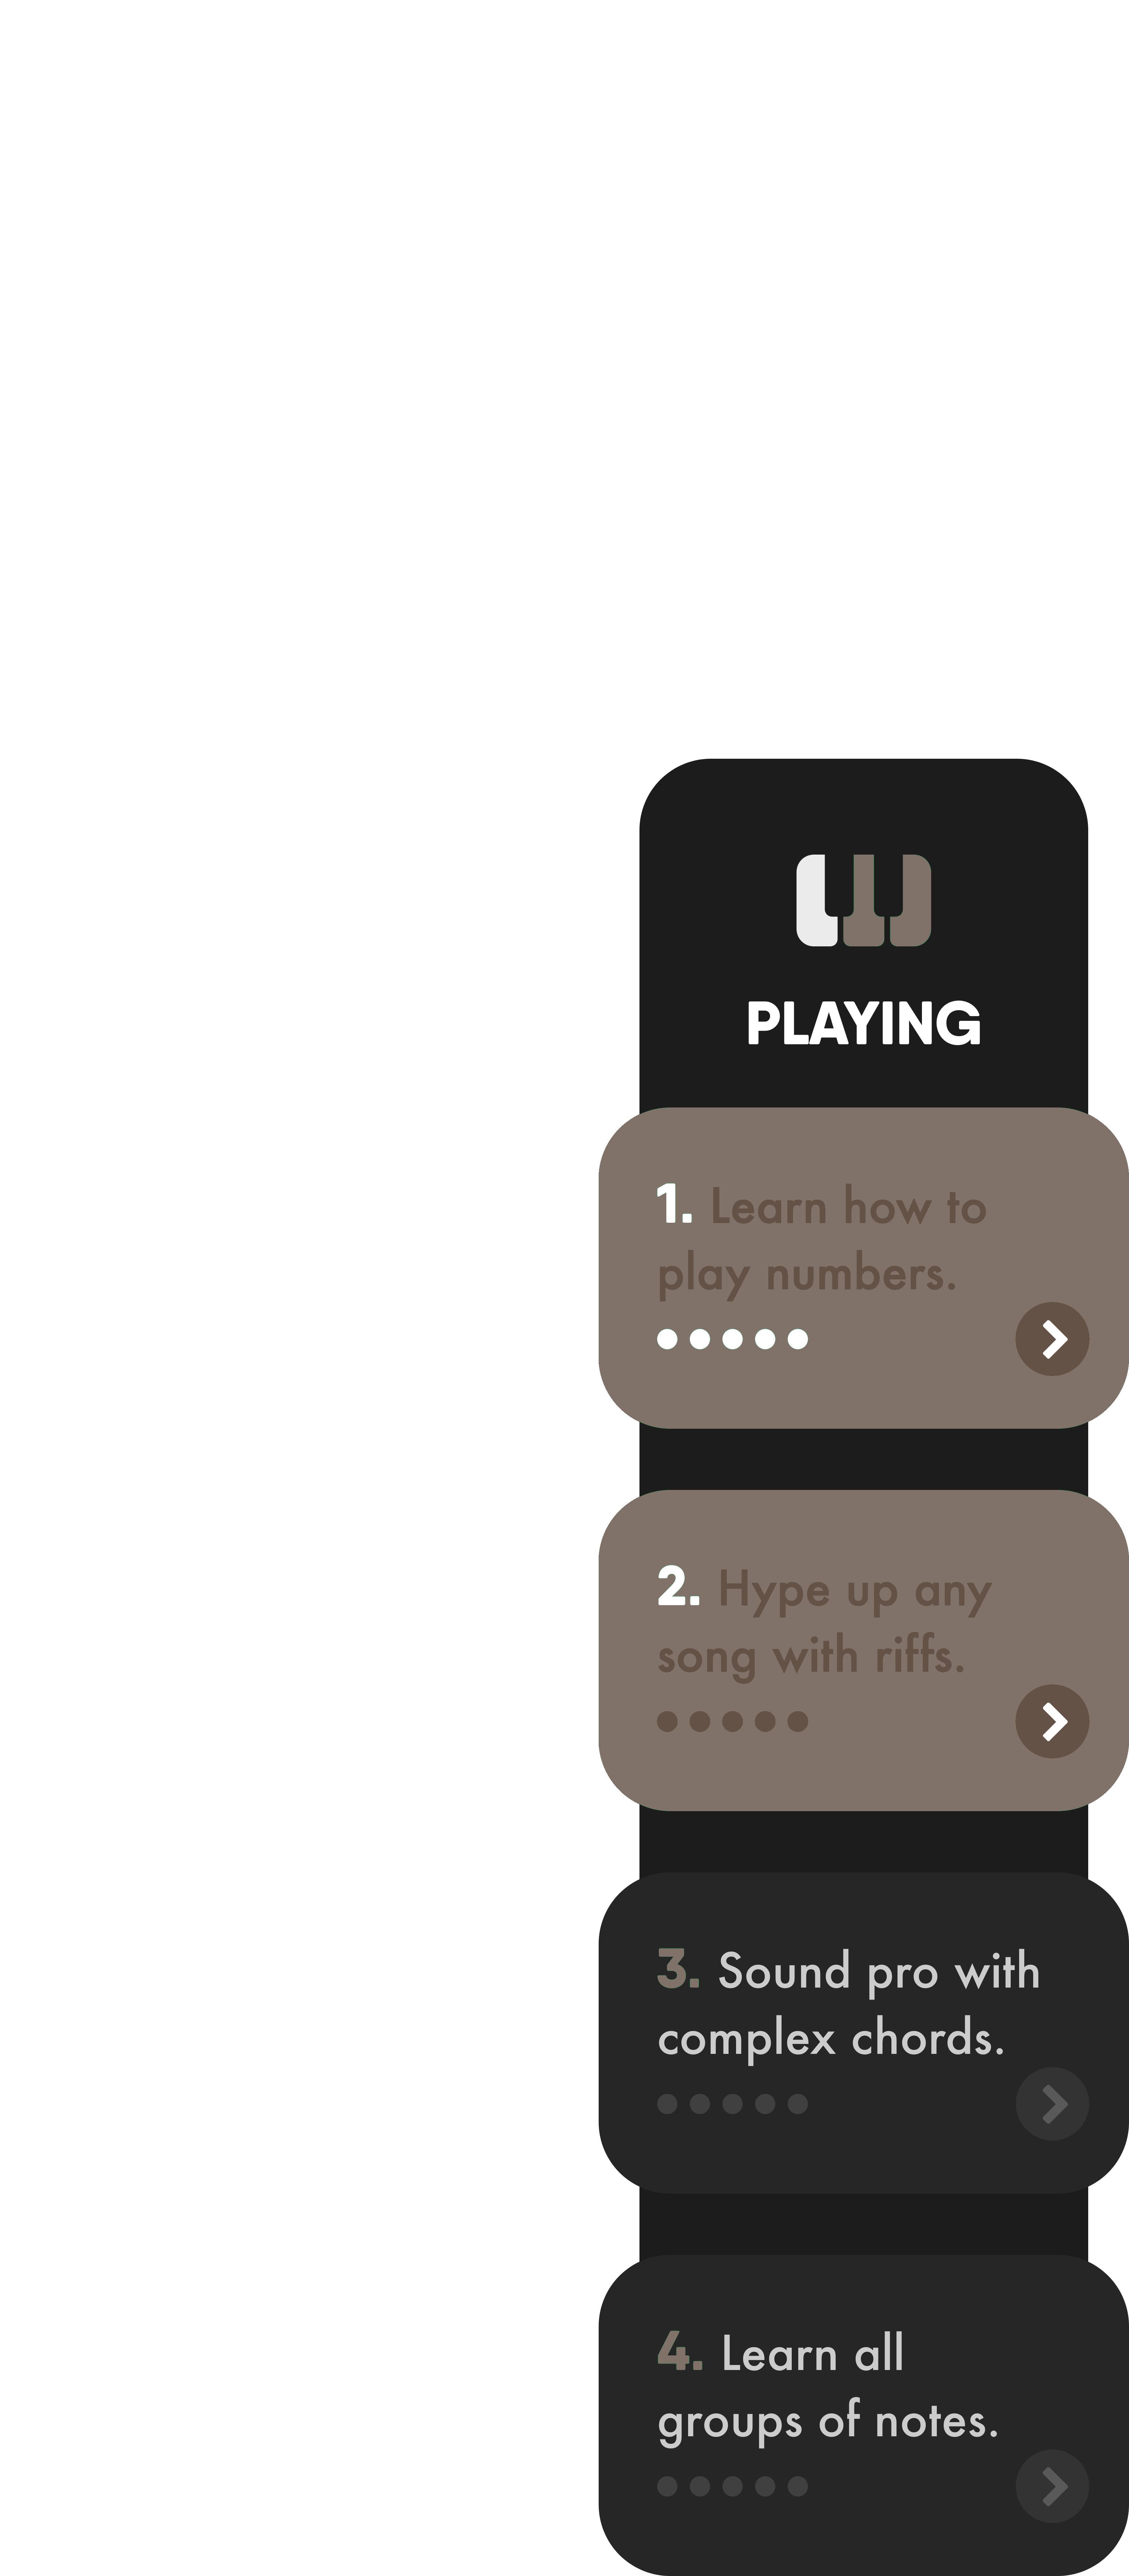 PLAYING
1. Learn how to
play numbers.
2. Hype up any
song with riffs.
3. Sound pro with
complex chords.
4. Learn all
groups of notes.